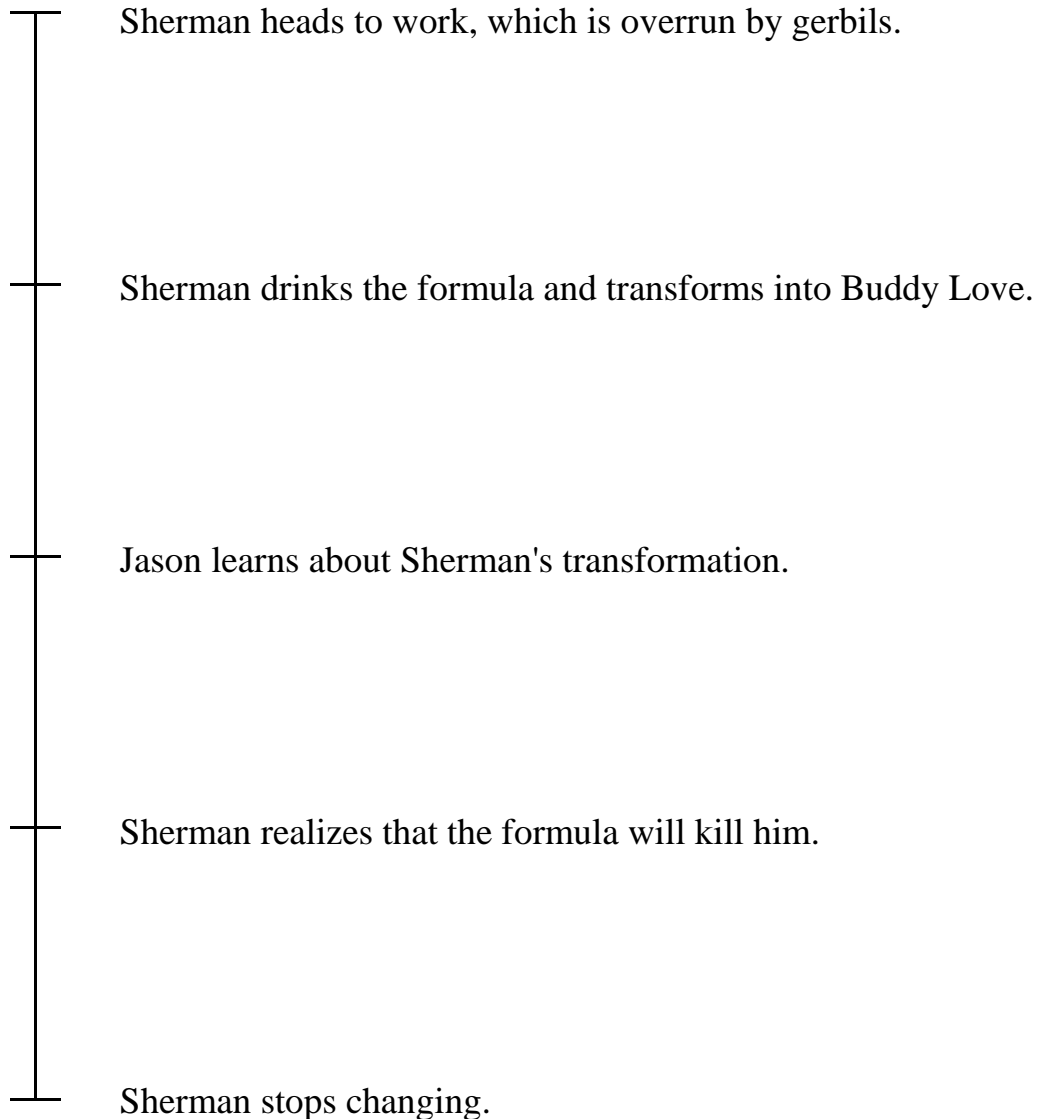 Sherman heads to work, which is overrun by gerbils.
Sherman drinks the formula and transforms into Buddy Love.
Jason learns about Sherman's transformation.
Sherman realizes that the formula will kill him.
Sherman stops changing.